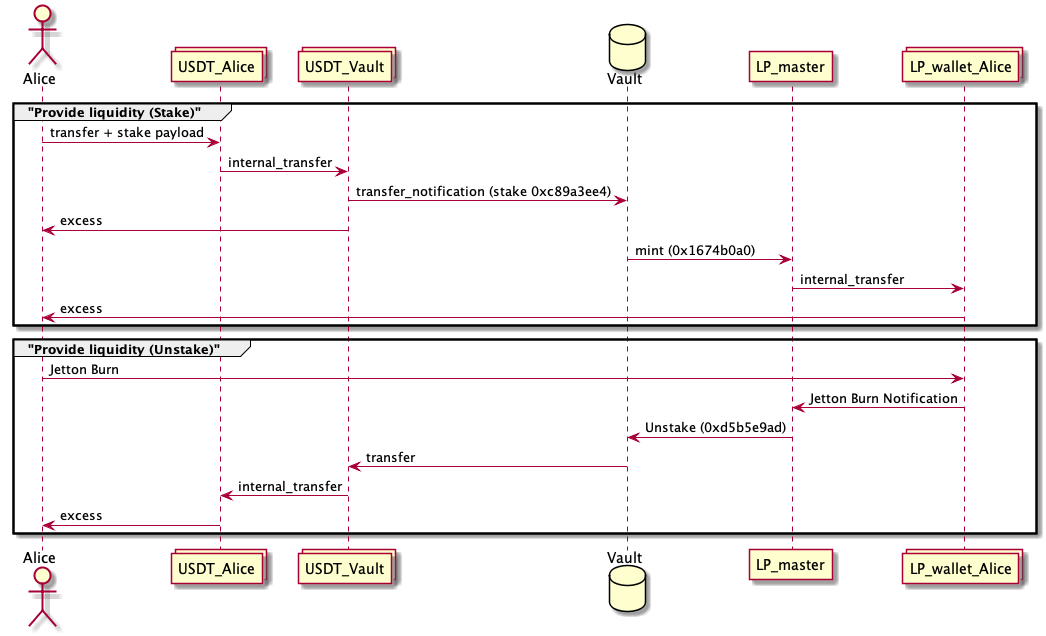 Alice
USDT_Alice
USDT_Vault
Vault
LP_master
LP_wallet_Alice
"Provide liquidity (Stake)"
transfer + stake payload
internal_transfer
transfer_notification (stake 0xc89a3ee4)
excess
mint (0x1674b0a0)
internal_transfer
excess
"Provide liquidity (Unstake)"
Jetton Burn
Jetton Burn Notification
Unstake (0xd5b5e9ad)
transfer
internal_transfer
excess
Alice
USDT_Alice
USDT_Vault
Vault
LP_master
LP_wallet_Alice